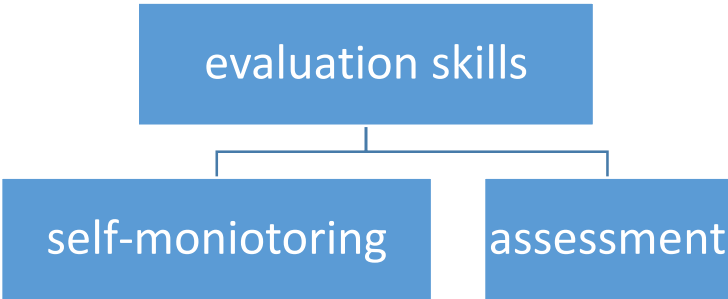 evaluation skills
self-moniotoring
assessment